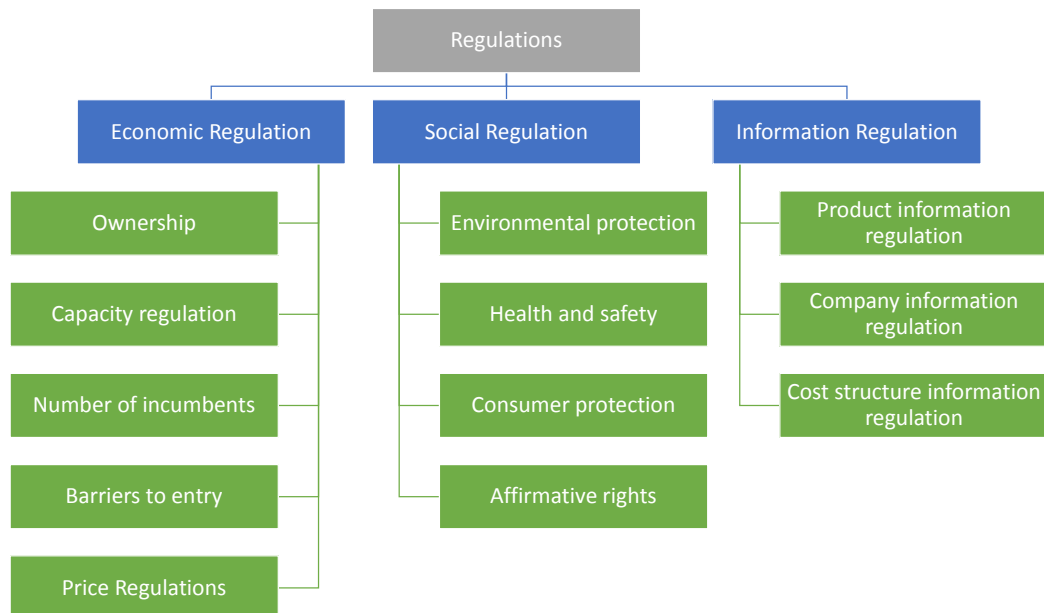 Regulations
Economic Regulation
Social Regulation
Information Regulation
Ownership
Capacity regulation
Number of incumbents
Barriers to entry
Price Regulations
Environmental protection
Health and safety
Consumer protection
Affirmative rights
Product information
regulation
Company information
regulation
Cost structure information
regulation